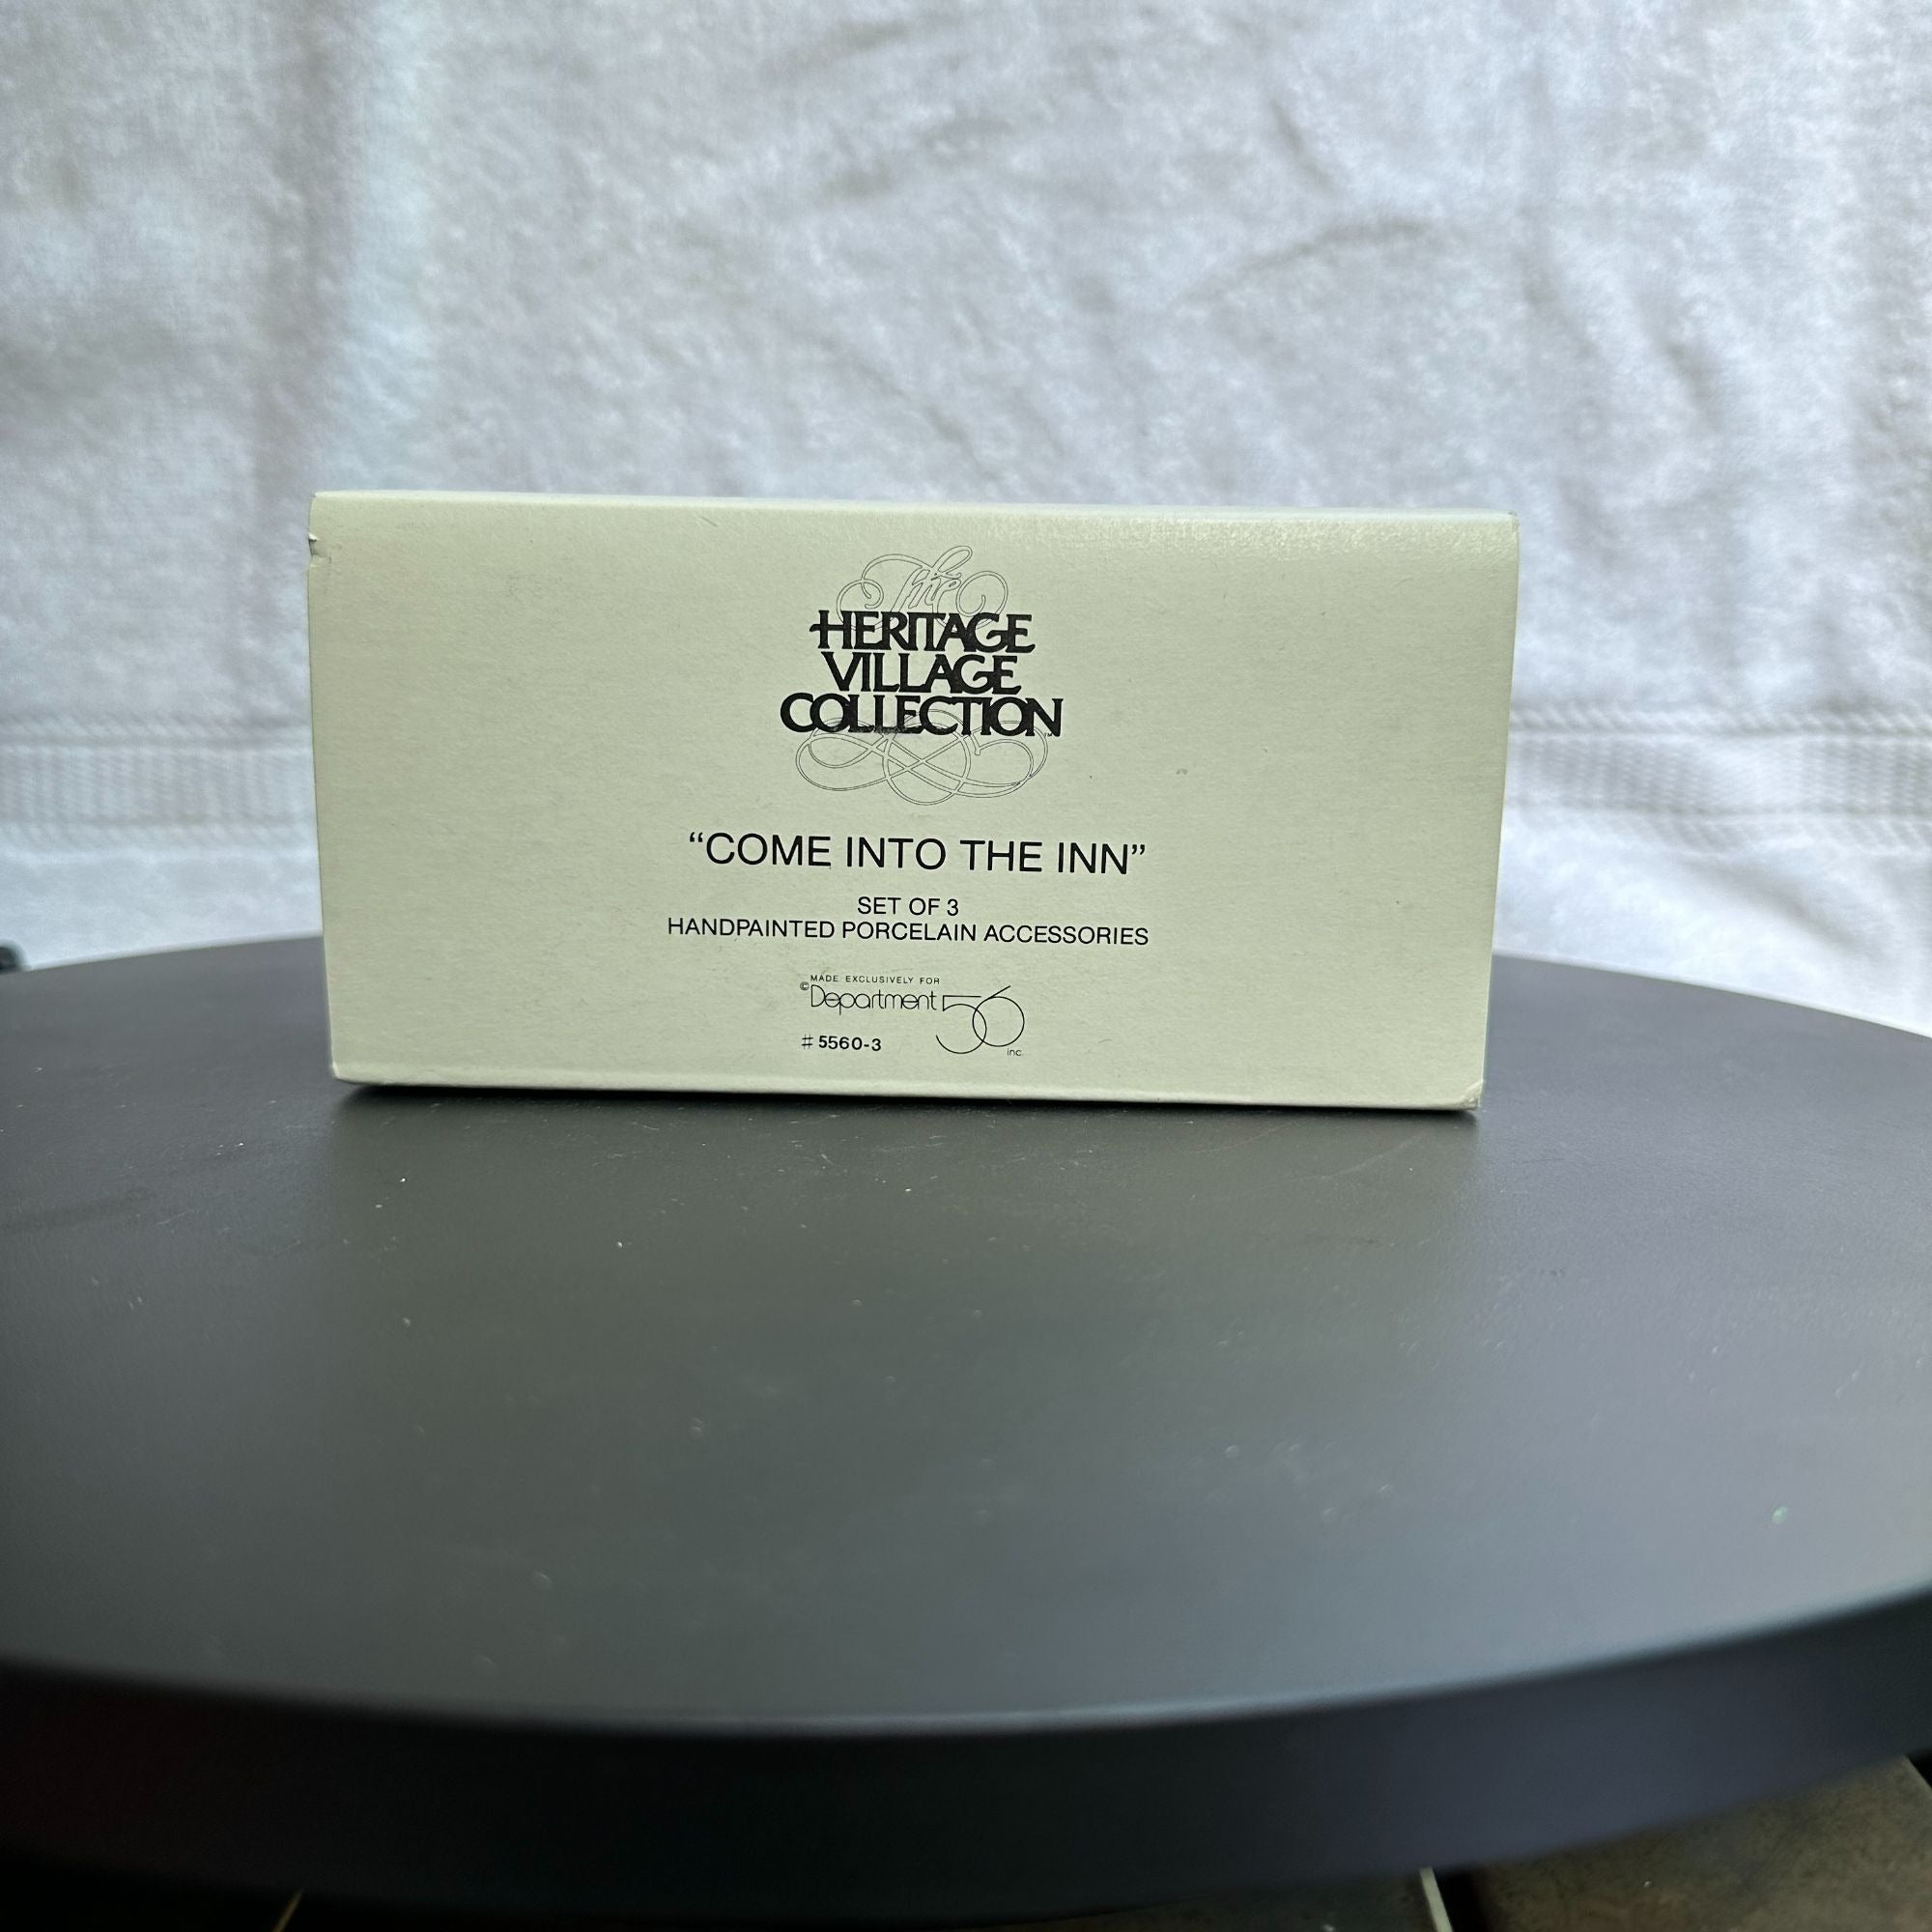 The
HERITAGE
VILLAGE
COLLECTION
“COME INTO THE INN”
SET OF 3
HANDPAINTED PORCELAIN ACCESSORIES
MADE EXCLUSIVELY FOR
©Department 56 inc.
#5560-3